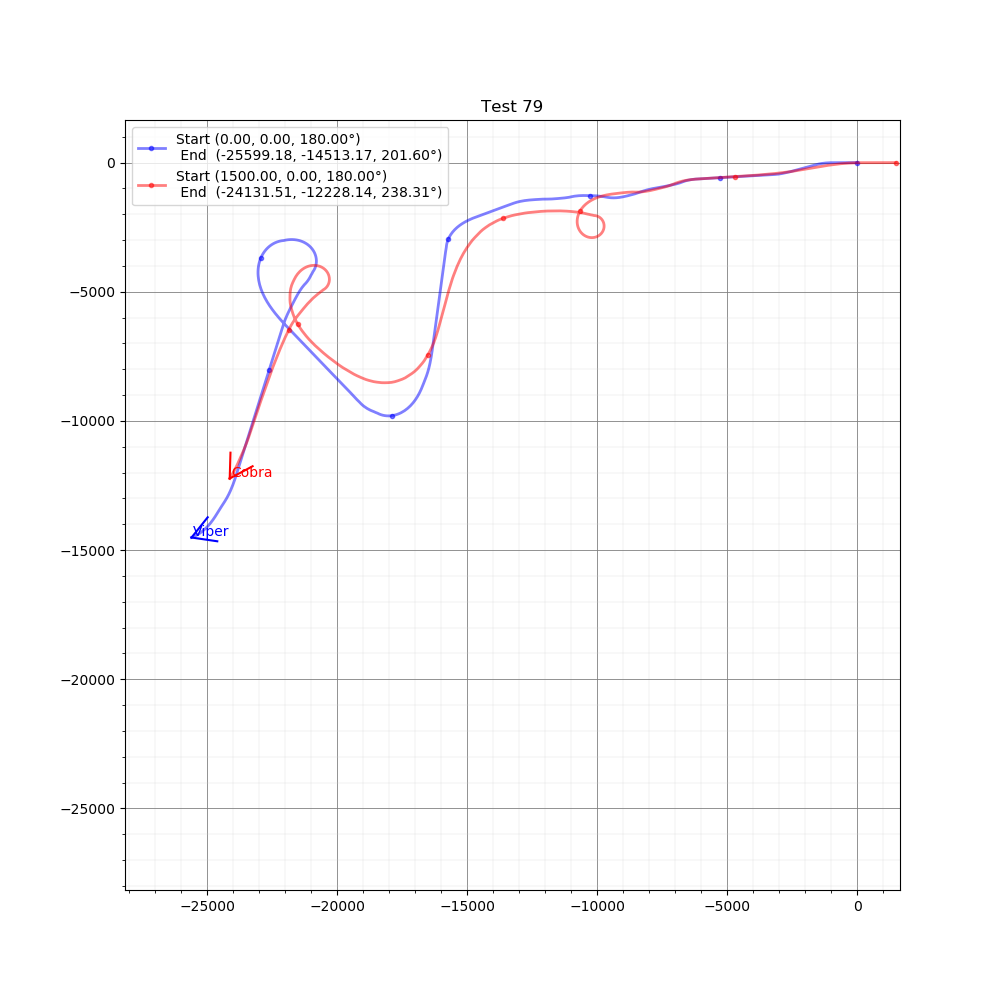 Test 79
Start (0.00, 0.00, 180.00°)
End  (-25599.18, -14513.17, 201.60°)
Start (1500.00, 0.00, 180.00°)
End  (-24131.51, -12228.14, 238.31°)
0
−5000
−10000
−15000
−20000
−25000
Cobra
Viper
−25000
−20000
−15000
−10000
−5000
0